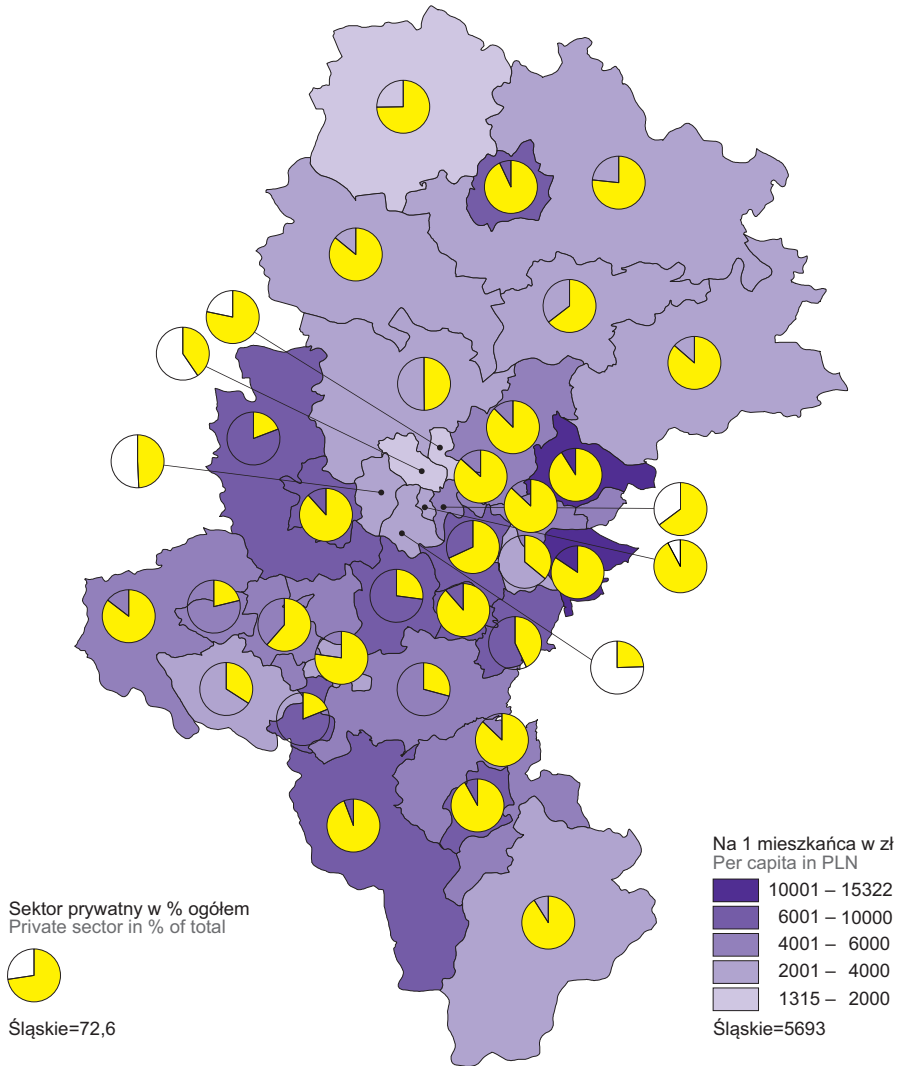 Na 1 mieszkańca w zł
Per capita in PLN
10001 – 15322
6001 – 10000
4001 – 6000
2001 – 4000
1315 – 2000
Śląskie=5693
Sektor prywatny w % ogółem
Private sector in % of total
Śląskie=72,6